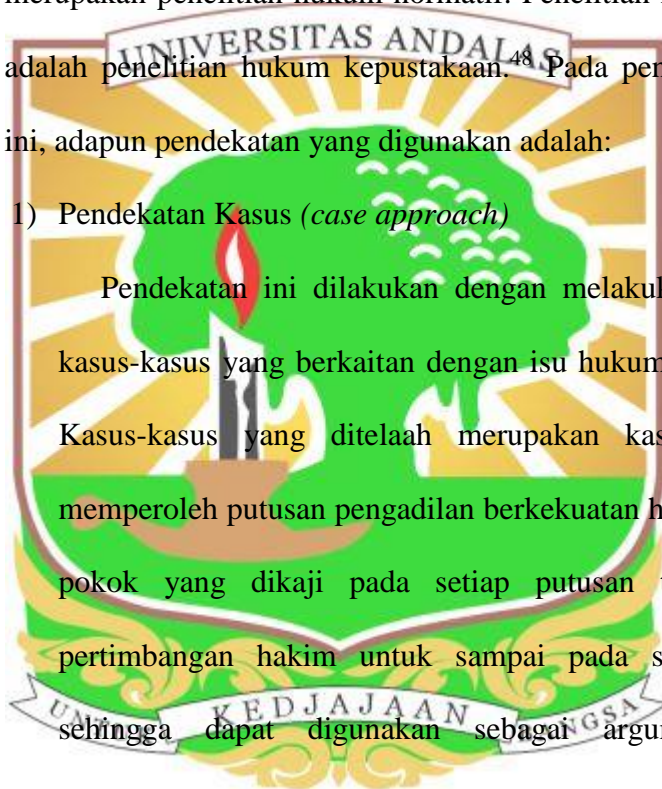 merupakan penelitian hukum normatif. Penelitian
UNIVERSITAS ANDALAS
adalah penelitian hukum kepustakaan.48 Pada pen
ini, adapun pendekatan yang digunakan adalah:
1) Pendekatan Kasus (case approach)
Pendekatan ini dilakukan dengan melakuk
kasus-kasus yang berkaitan dengan isu hukum
Kasus-kasus yang ditelaah merupakan kas
memperoleh putusan pengadilan berkekuatan h
pokok yang dikaji pada setiap putusan
pertimbangan hakim untuk sampai pada s
UNTUK KEDJAJAAN BANGSA
sehingga dapat digunakan sebagai argu